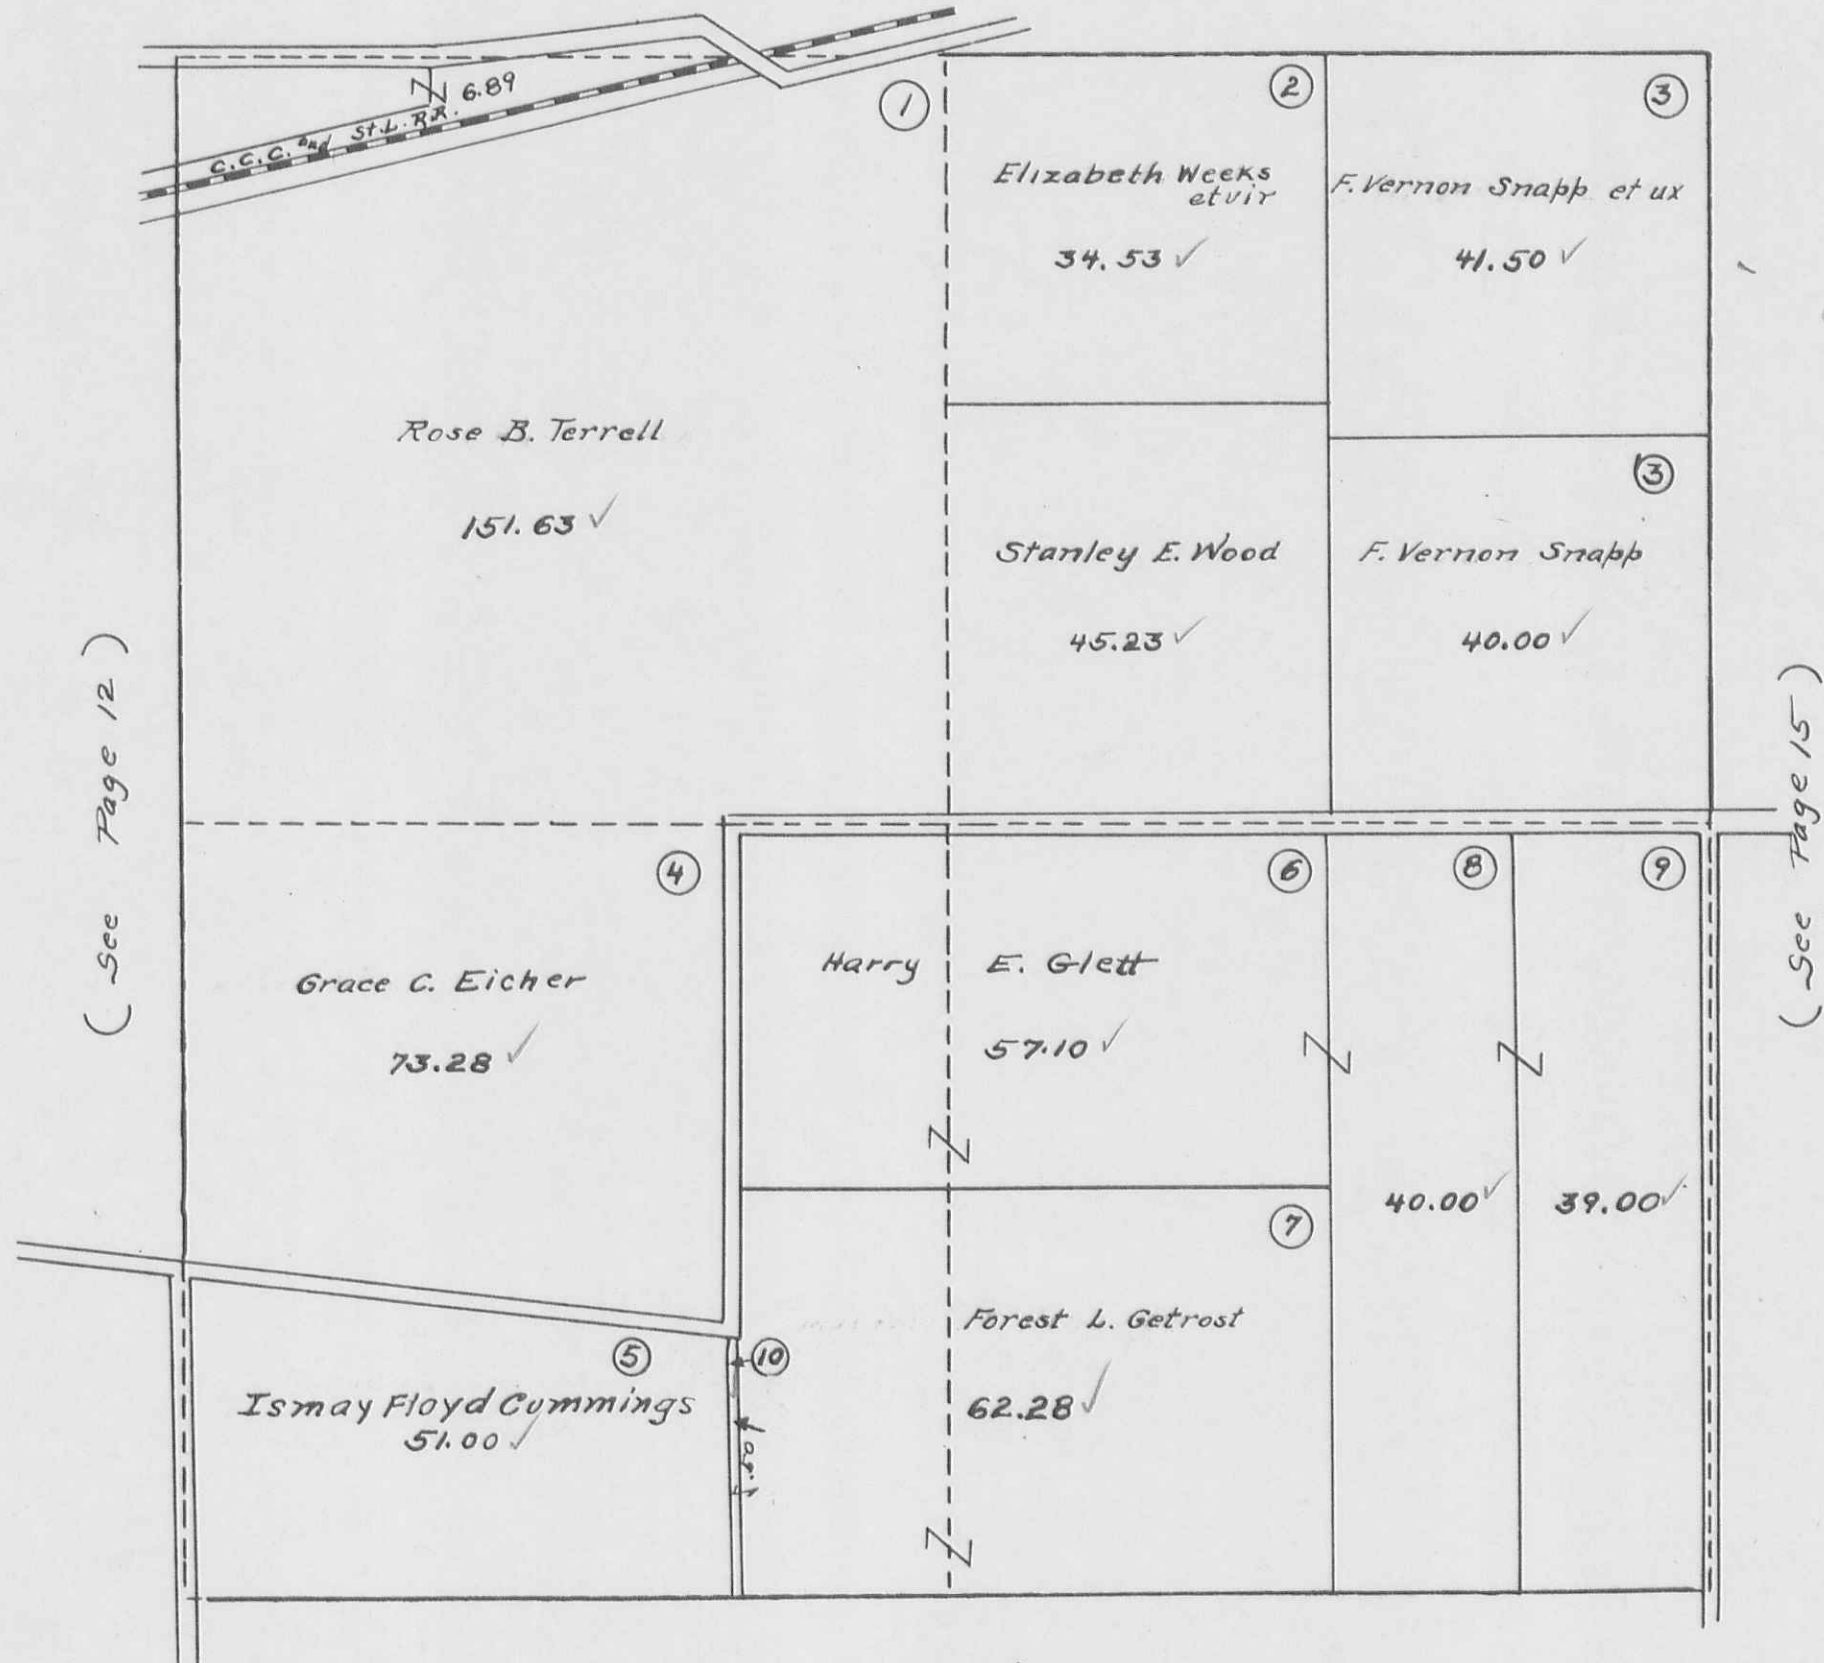 6.89
C.C.C. and St.L. R.R.
1
2
3
Elizabeth Weeks
et vir
34.53 ✓
F. Vernon Snapp et ux
41.50 ✓
Rose B. Terrell
151.63 ✓
3
Stanley E. Wood
45.23 ✓
F. Vernon Snapp
40.00 ✓
(See Page 12)
(See Page 15)
4
Grace C. Eicher
73.28 ✓
6
Harry E. Glett
57.10 ✓
8
40.00 ✓
9
39.00 ✓
7
Forest L. Getrost
62.28 ✓
5
Ismay Floyd Cummings
51.00 ✓
10